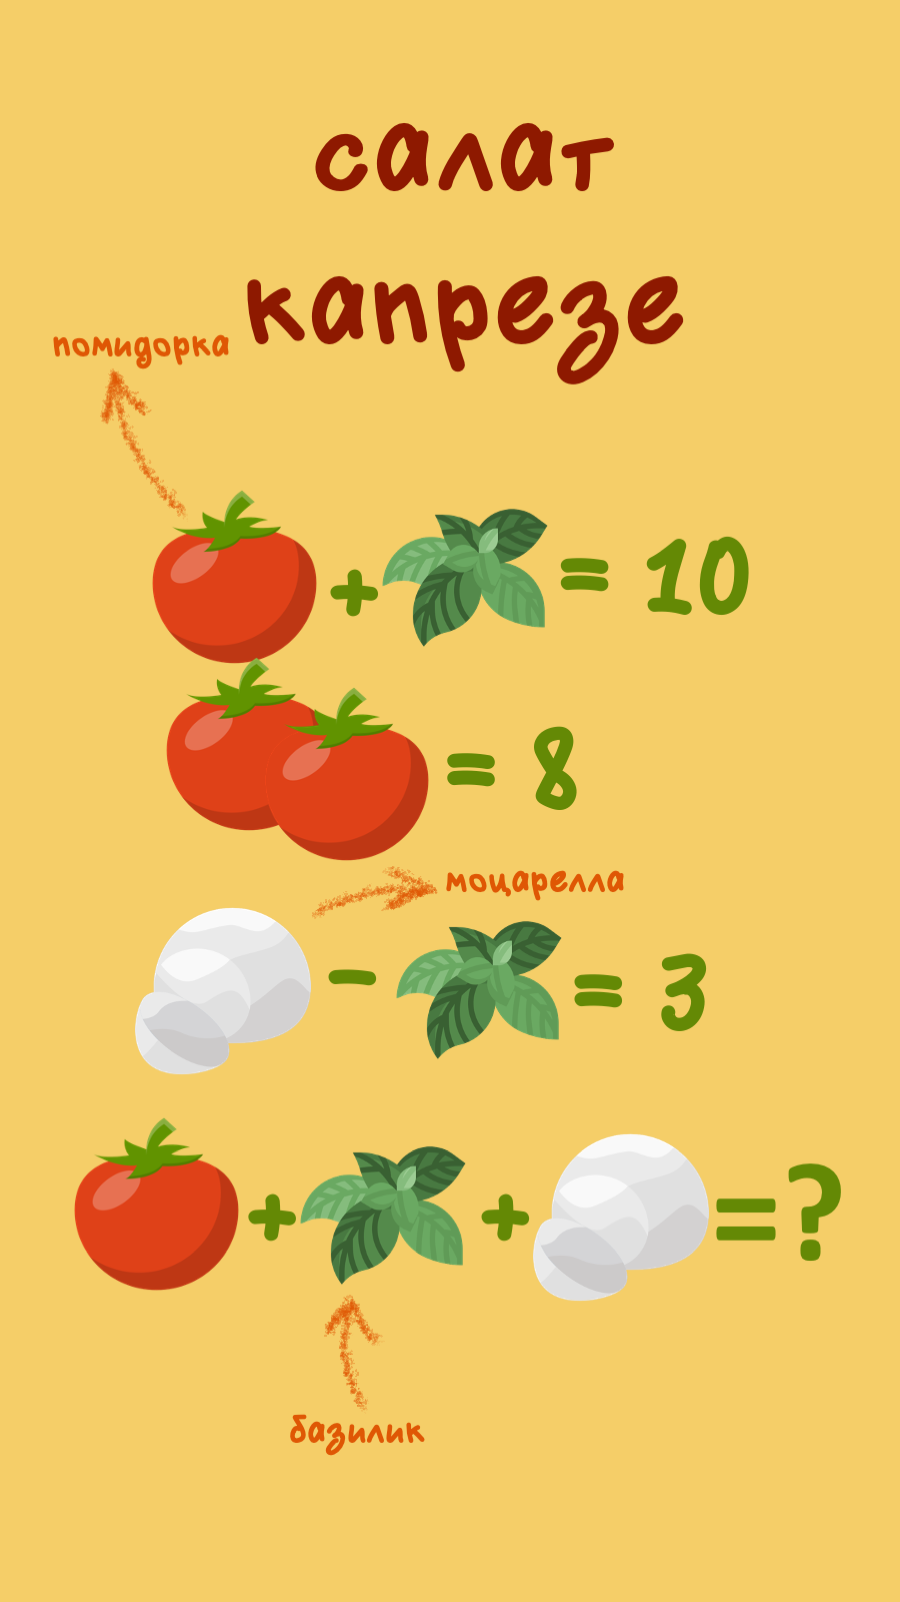 салат
капрезе
помидорка
+ = 10
= 8
моцарелла
- = 3
+ + =?
базилик